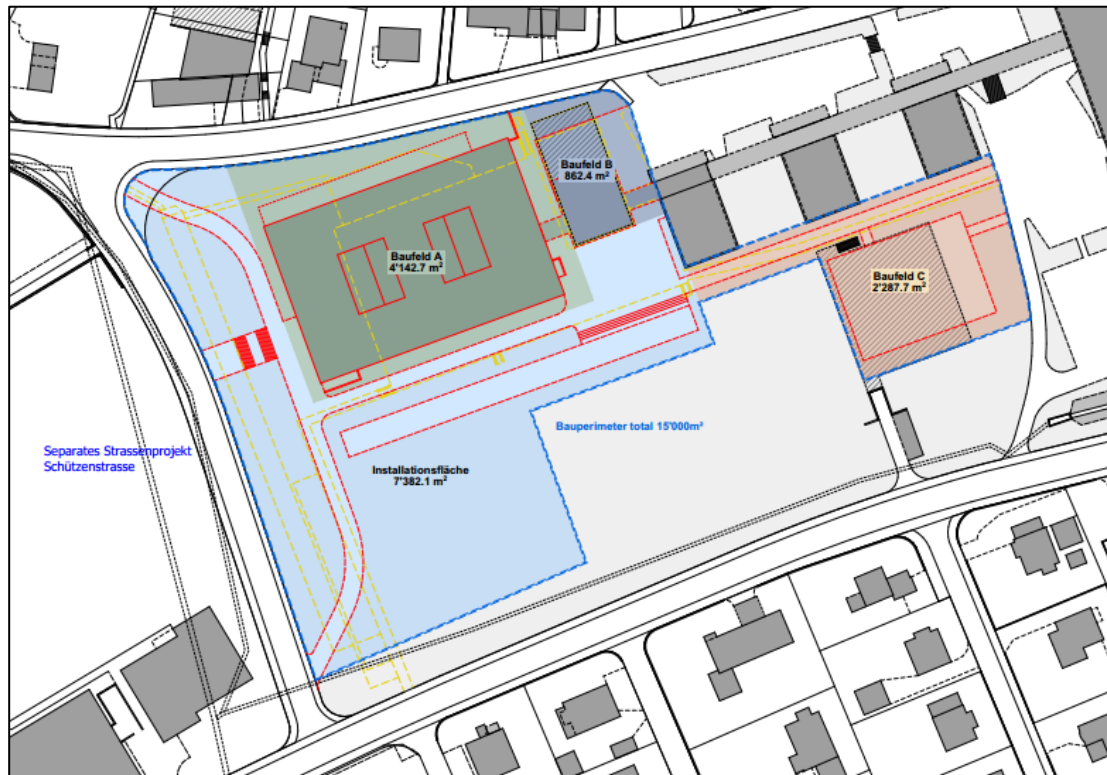 Baufeld B
862.4 m²
Baufeld A
4'142.7 m²
Baufeld C
2'287.7 m²
Bauperimeter total 15'000m²
Separates Strassenprojekt
Schützenstrasse
Installationsfläche
7'382.1 m²